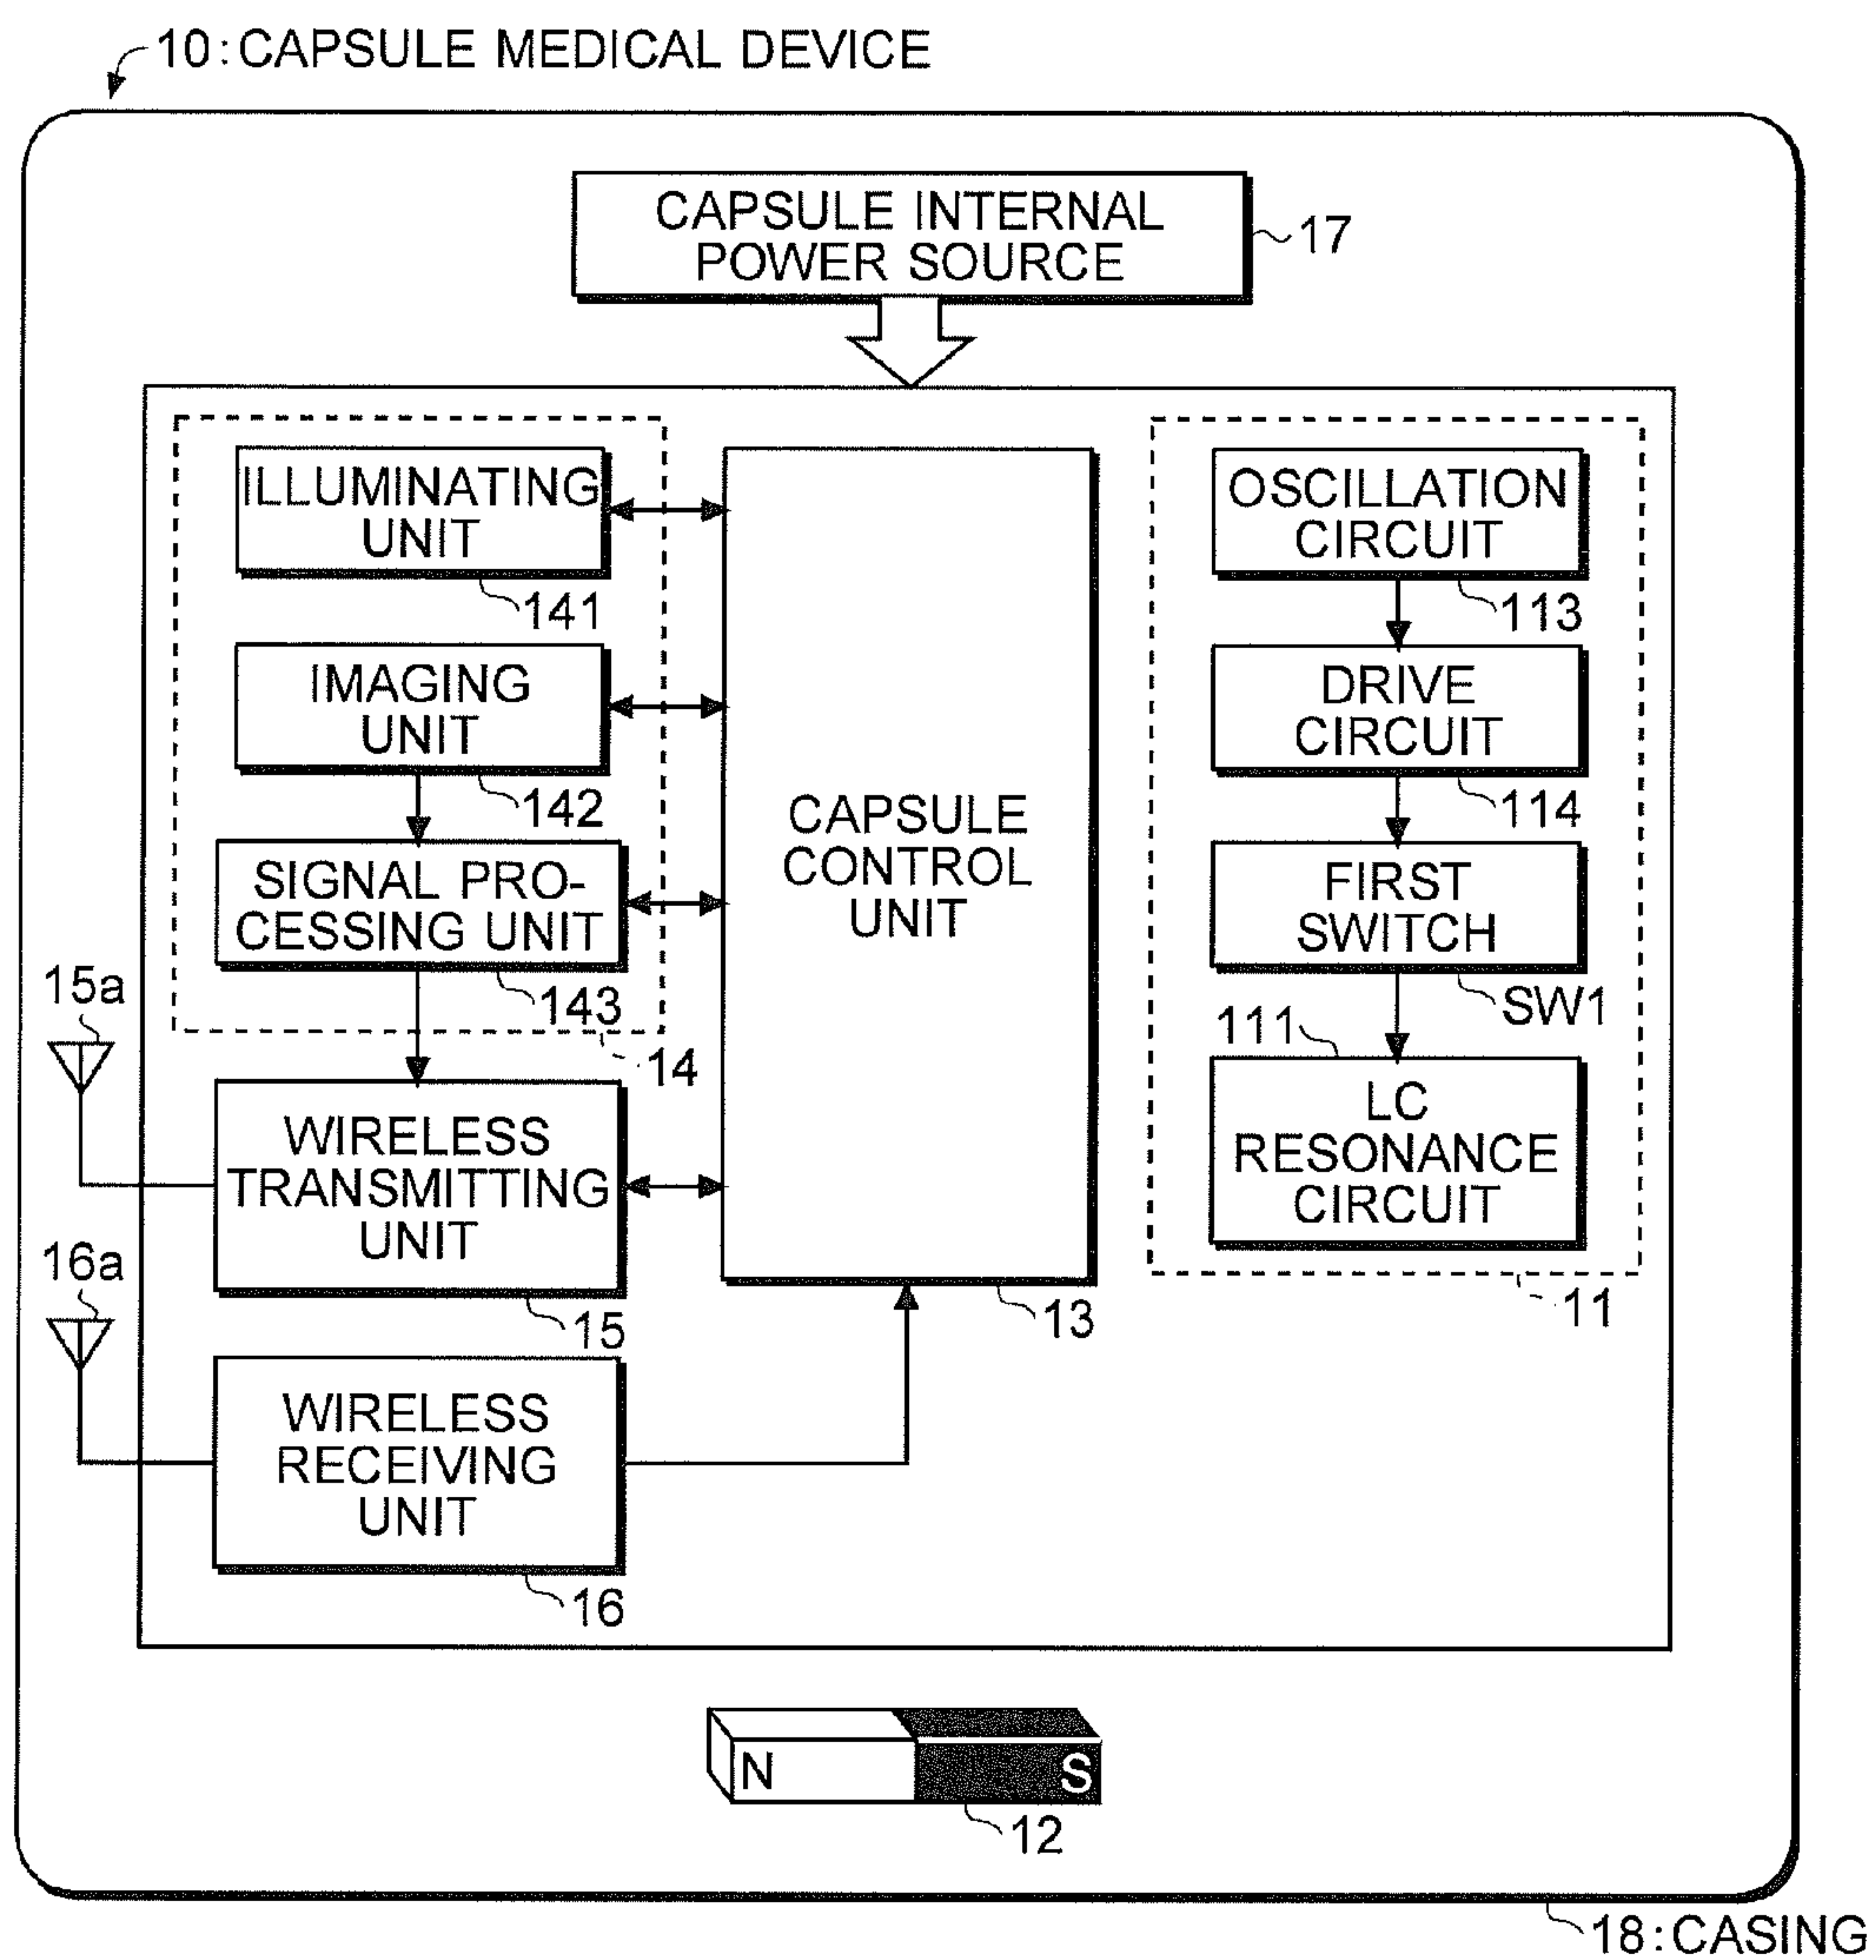 10:CAPSULE MEDICAL DEVICE
CAPSULE INTERNAL
POWER SOURCE
17
ILLUMINATING
UNIT
141
IMAGING
UNIT
142
SIGNAL PRO-
CESSING UNIT
143
14
15a
WIRELESS
TRANSMITTING
UNIT
15
16a
WIRELESS
RECEIVING
UNIT
16
CAPSULE
CONTROL
UNIT
13
OSCILLATION
CIRCUIT
113
DRIVE
CIRCUIT
114
FIRST
SWITCH
SW1
111
LC
RESONANCE
CIRCUIT
11
N
S
12
18:CASING